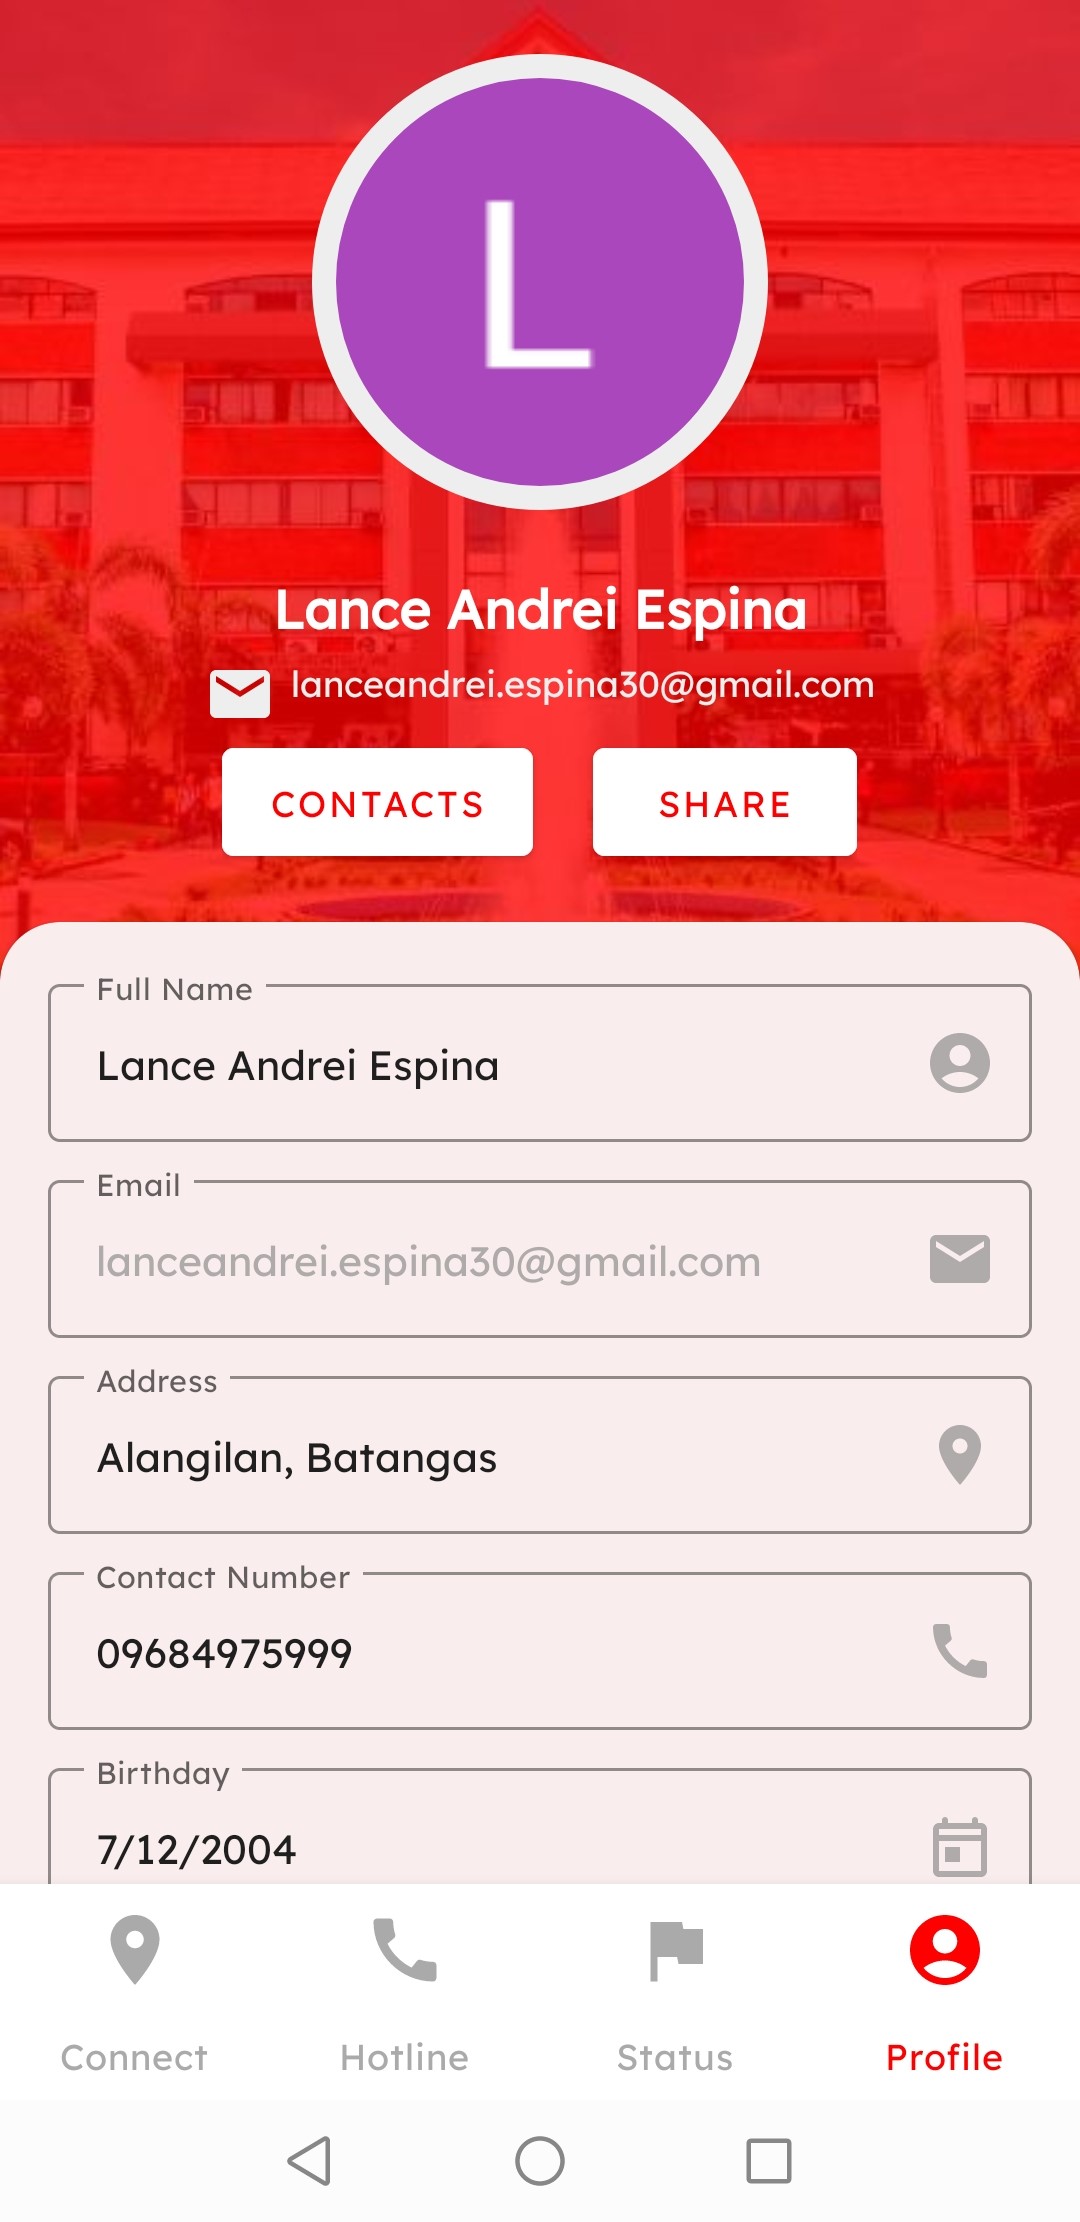 L
Lance Andrei Espina
lanceandrei.espina30@gmail.com
CONTACTS SHARE
Full Name
Lance Andrei Espina
Email
lanceandrei.espina30@gmail.com
Address
Alangilan, Batangas
Contact Number
09684975999
Birthday
7/12/2004
Connect Hotline Status Profile